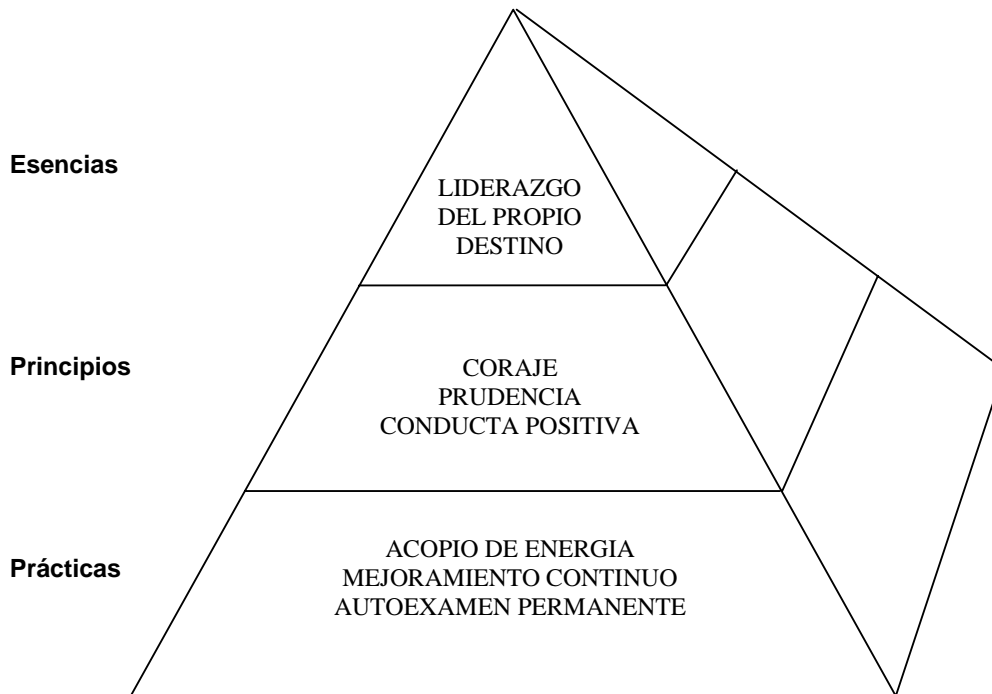 Esencias
LIDERAZGO
DEL PROPIO
DESTINO
Principios
CORAJE
PRUDENCIA
CONDUCTA POSITIVA
Prácticas
ACOPIO DE ENERGIA
MEJORAMIENTO CONTINUO
AUTOEXAMEN PERMANENTE